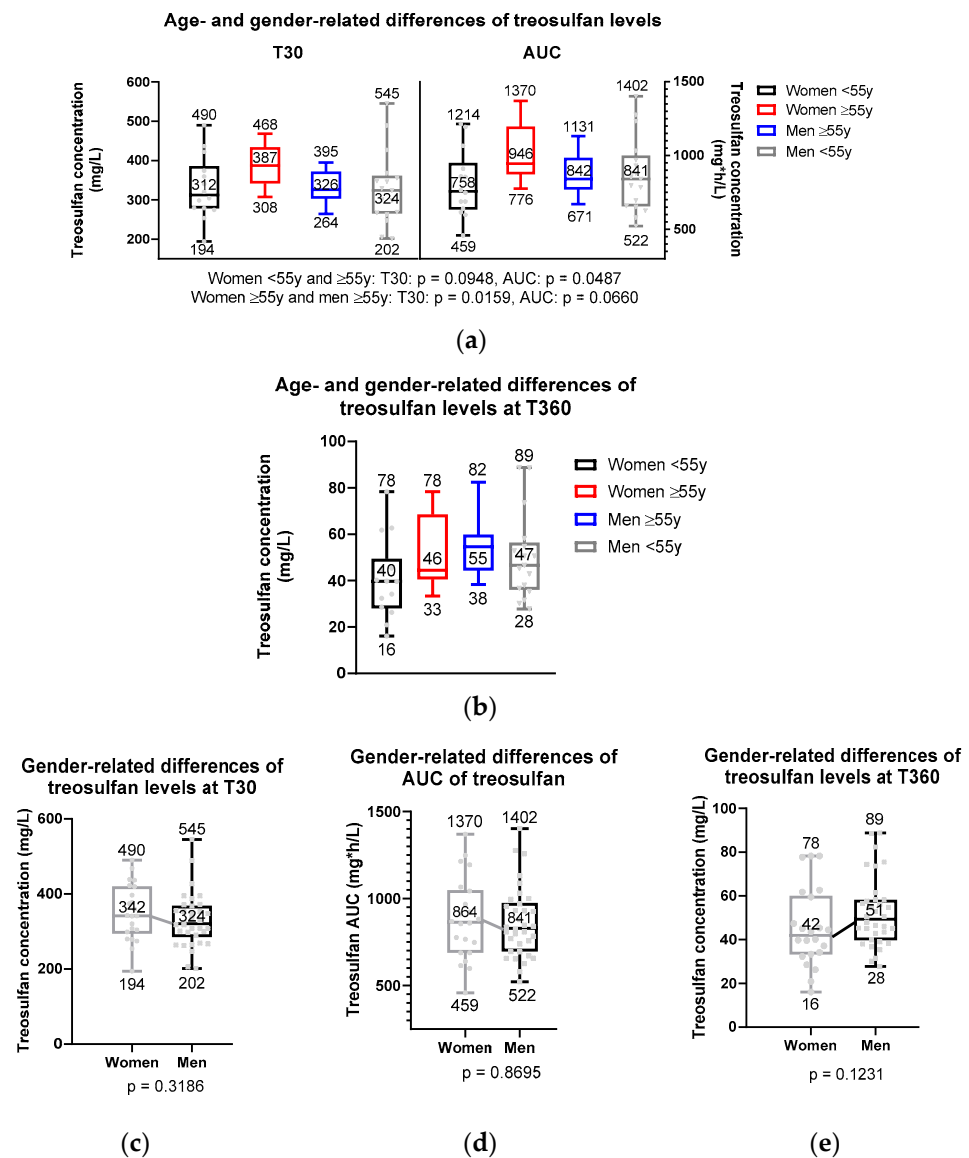 Age- and gender-related differences of treosulfan levels
T30
AUC
Treosulfan concentration
(mg/L)
600
500
400
300
200
490
312
194
468
387
308
395
326
264
545
324
202
1214
758
459
1370
946
776
1131
842
671
1402
841
522
1500
1000
500
Treosulfan concentration
(mg*h/L)
Women <55y
Women ≥55y
Men ≥55y
Men <55y
Women <55y and ≥55y: T30: p = 0.0948, AUC: p = 0.0487
Women ≥55y and men ≥55y: T30: p = 0.0159, AUC: p = 0.0660
(a)
Age- and gender-related differences of
treosulfan levels at T360
Treosulfan concentration
(mg/L)
100
80
60
40
20
0
78
40
16
78
46
33
82
55
38
89
47
28
Women <55y
Women ≥55y
Men ≥55y
Men <55y
(b)
Gender-related differences of
treosulfan levels at T30
Treosulfan concentration (mg/L)
600
400
200
0
490
342
194
545
324
202
Women
Men
p = 0.3186
(c)
Gender-related differences of
AUC of treosulfan
Treosulfan AUC (mg*h/L)
1500
1000
500
1370
864
459
1402
841
522
Women
Men
p = 0.8695
(d)
Gender-related differences of
treosulfan levels at T360
Treosulfan concentration (mg/L)
100
80
60
40
20
0
78
42
16
89
51
28
Women
Men
p = 0.1231
(e)